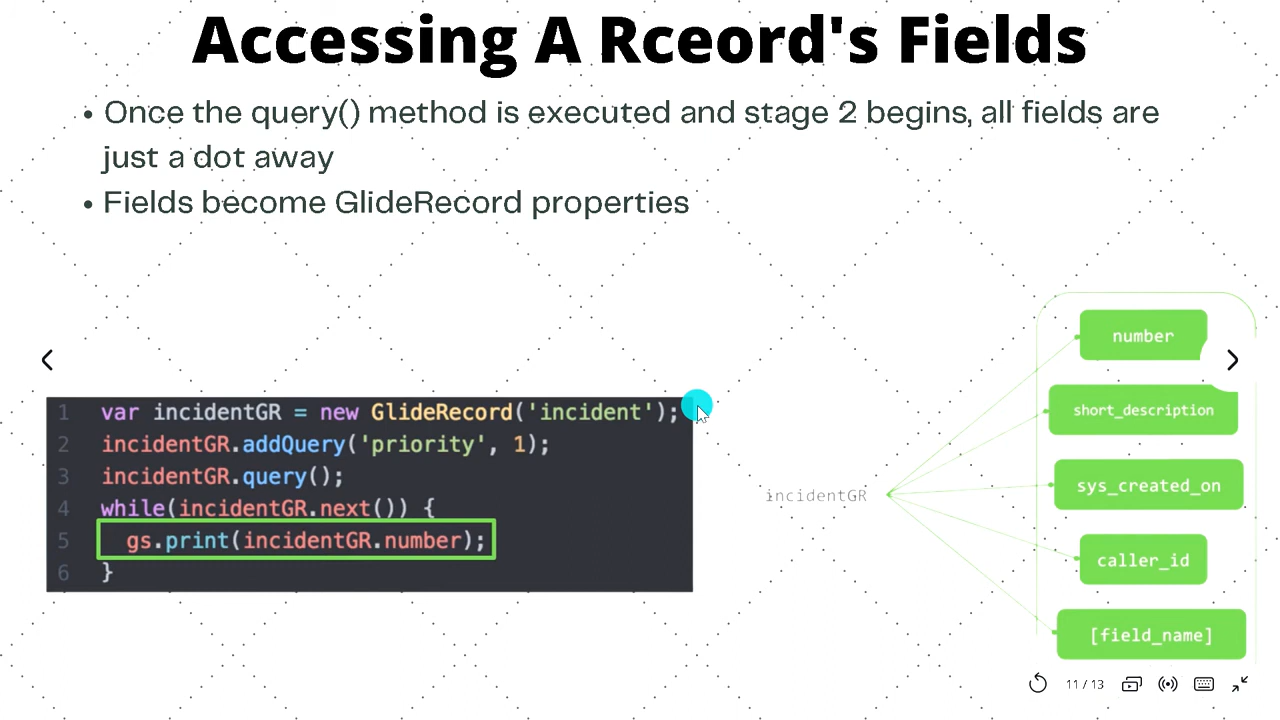 Accessing A Rceord's Fields
• Once the query() method is executed and stage 2 begins, all fields are
just a dot away
• Fields become GlideRecord properties
1 var incidentGR = new GlideRecord('incident');
2 incidentGR.addQuery('priority', 1);
3 incidentGR.query();
4 while(incidentGR.next()) {
5 gs.print(incidentGR.number);
6 }
incidentGR
number
short_description
sys_created_on
caller_id
[field_name]
11 / 13